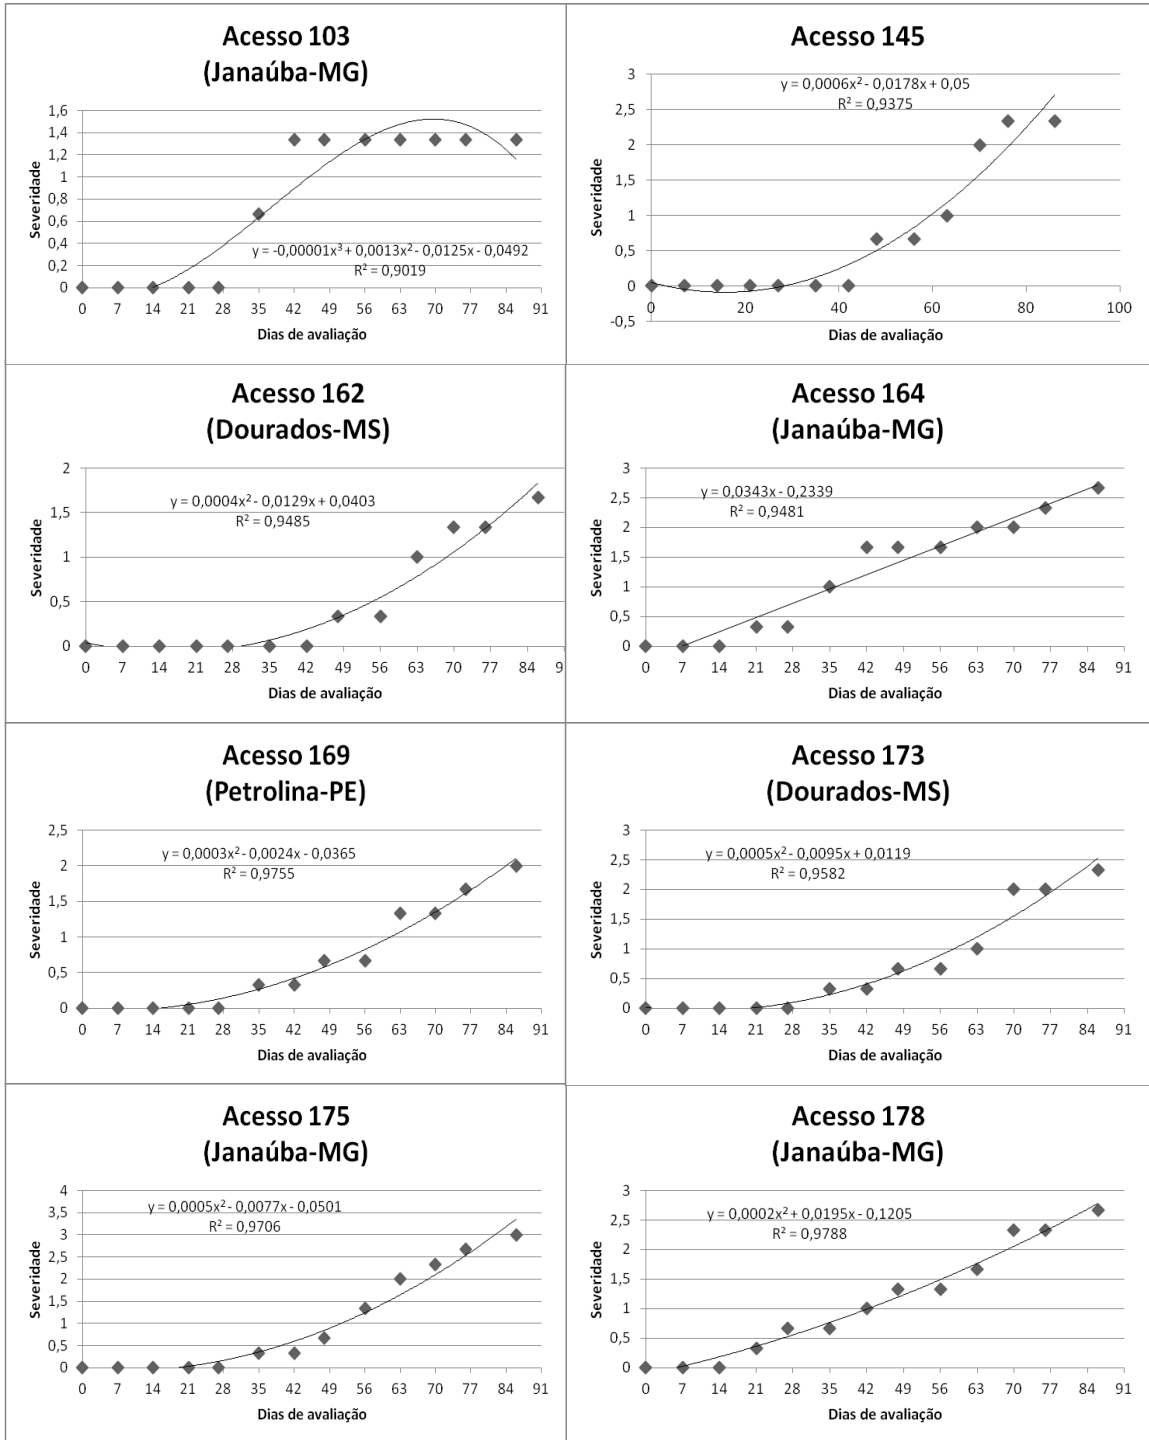 Acesso 103
(Janaúba-MG)
1,6
1,4
1,2
1
0,8
0,6
0,4
0,2
0
Severidade
y = -0,00001x³ + 0,0013x² - 0,0125x - 0,0492
R² = 0,9019
0 7 14 21 28 35 42 49 56 63 70 77 84 91
Dias de avaliação
Acesso 145
3
2,5
2
1,5
1
0,5
0
-0,5
Severidade
y = 0,0006x² - 0,0178x + 0,05
R² = 0,9375
0 20 40 60 80 100
Dias de avaliação
Acesso 162
(Dourados-MS)
2
1,5
1
0,5
0
Severidade
y = 0,0004x² - 0,0129x + 0,0403
R² = 0,9485
0 7 14 21 28 35 42 49 56 63 70 77 84
Dias de avaliação
Acesso 164
(Janaúba-MG)
3
2,5
2
1,5
1
0,5
0
Severidade
y = 0,0343x - 0,2339
R² = 0,9481
0 7 14 21 28 35 42 49 56 63 70 77 84 91
Dias de avaliação
Acesso 169
(Petrolina-PE)
2,5
2
1,5
1
0,5
0
Severidade
y = 0,0003x² - 0,0024x - 0,0365
R² = 0,9755
0 7 14 21 28 35 42 49 56 63 70 77 84 91
Dias de avaliação
Acesso 173
(Dourados-MS)
3
2,5
2
1,5
1
0,5
0
Severidade
y = 0,0005x² - 0,0095x + 0,0119
R² = 0,9582
0 7 14 21 28 35 42 49 56 63 70 77 84 91
Dias de avaliação
Acesso 175
(Janaúba-MG)
4
3,5
3
2,5
2
1,5
1
0,5
0
Severidade
y = 0,0005x² - 0,0077x - 0,0501
R² = 0,9706
0 7 14 21 28 35 42 49 56 63 70 77 84 91
Dias de avaliação
Acesso 178
(Janaúba-MG)
3
2,5
2
1,5
1
0,5
0
Severidade
y = 0,0002x² + 0,0195x - 0,1205
R² = 0,9788
0 7 14 21 28 35 42 49 56 63 70 77 84 91
Dias de avaliação